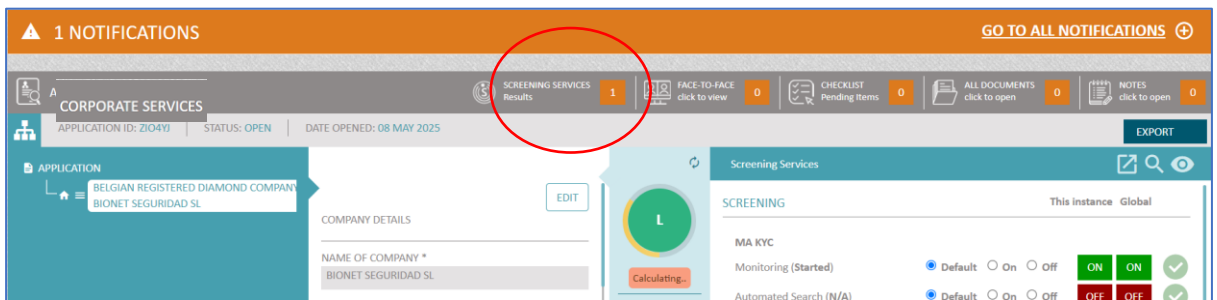 1 NOTIFICATIONS
GO TO ALL NOTIFICATIONS
A
CORPORATE SERVICES
SCREENING SERVICES
Results
1
FACE-TO-FACE
click to view
0
CHECKLIST
Pending Items
0
ALL DOCUMENTS
click to open
0
NOTES
click to open
0
APPLICATION ID: ZIO4YJ
STATUS: OPEN
DATE OPENED: 08 MAY 2025
EXPORT
APPLICATION
BELGIAN REGISTERED DIAMOND COMPANY
BIONET SEGURIDAD SL
EDIT
COMPANY DETAILS
NAME OF COMPANY *
BIONET SEGURIDAD SL
L
Calculating..
Screening Services
SCREENING
This instance Global
MA KYC
Monitoring (Started)
Default On Off
ON ON
Automated Search (N/A)
Default On Off
OFF OFF